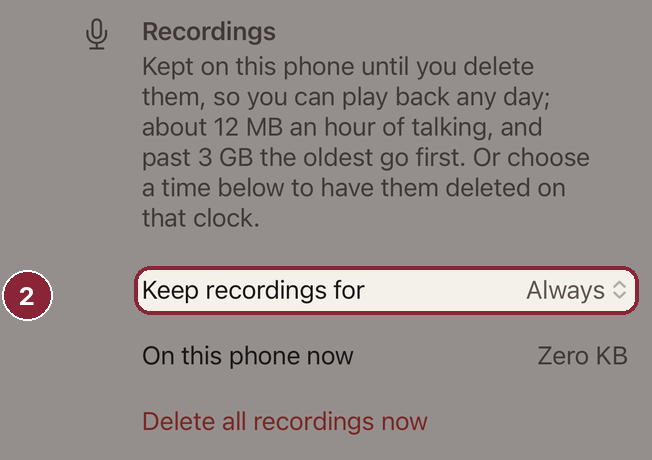 Recordings
Kept on this phone until you delete
them, so you can play back any day;
about 12 MB an hour of talking, and
past 3 GB the oldest go first. Or choose
a time below to have them deleted on
that clock.
2
Keep recordings for Always
On this phone now Zero KB
Delete all recordings now